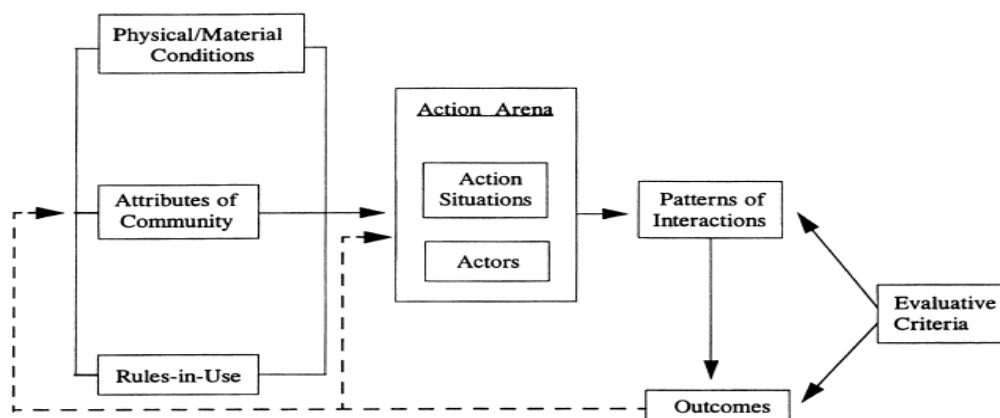 Physical/Material
Conditions
Action Arena
Attributes of
Community
Action
Situations
Actors
Patterns of
Interactions
Evaluative
Criteria
Rules-in-Use
Outcomes